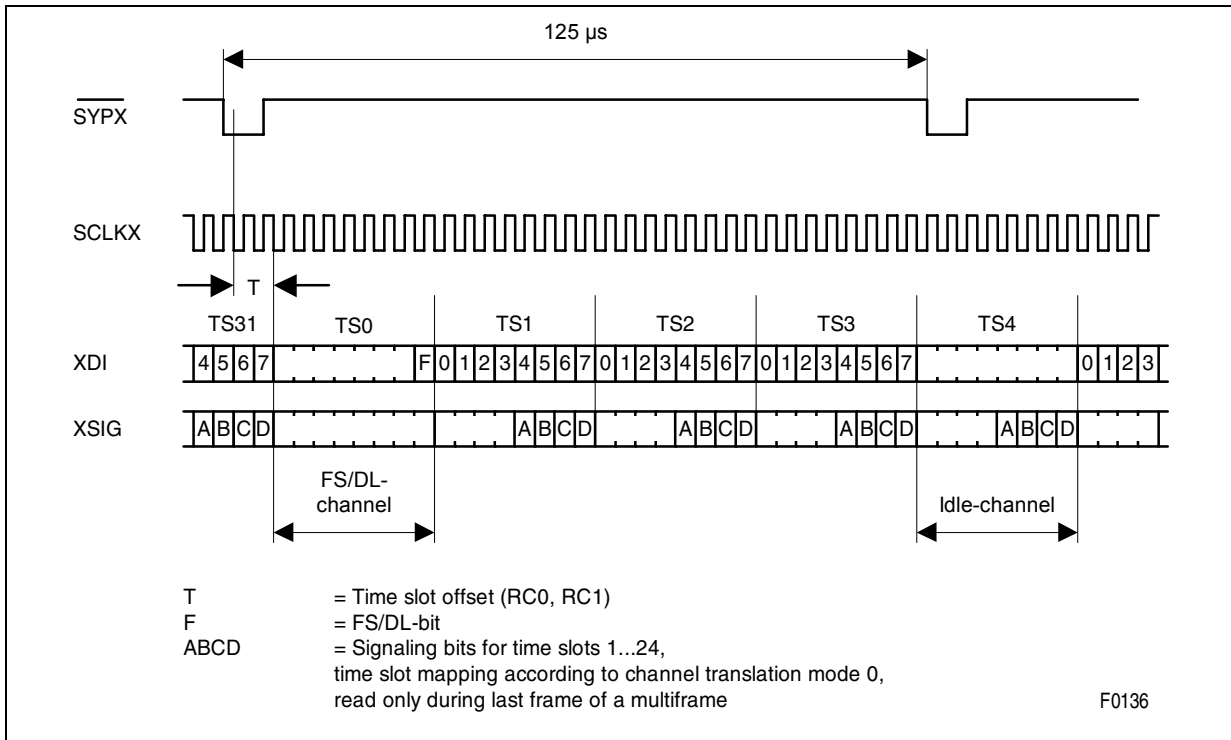 125 µs
SYPX
SCLKX
T
TS31 TS0 TS1 TS2 TS3 TS4
XDI 4 5 6 7 F 0 1 2 3 4 5 6 7 0 1 2 3 4 5 6 7 0 1 2 3 4 5 6 7 0 1 2 3
XSIG A B C D A B C D A B C D A B C D A B C D
FS/DL-
channel
Idle-channel
T = Time slot offset (RC0, RC1)
F = FS/DL-bit
ABCD = Signaling bits for time slots 1...24,
time slot mapping according to channel translation mode 0,
read only during last frame of a multiframe
F0136